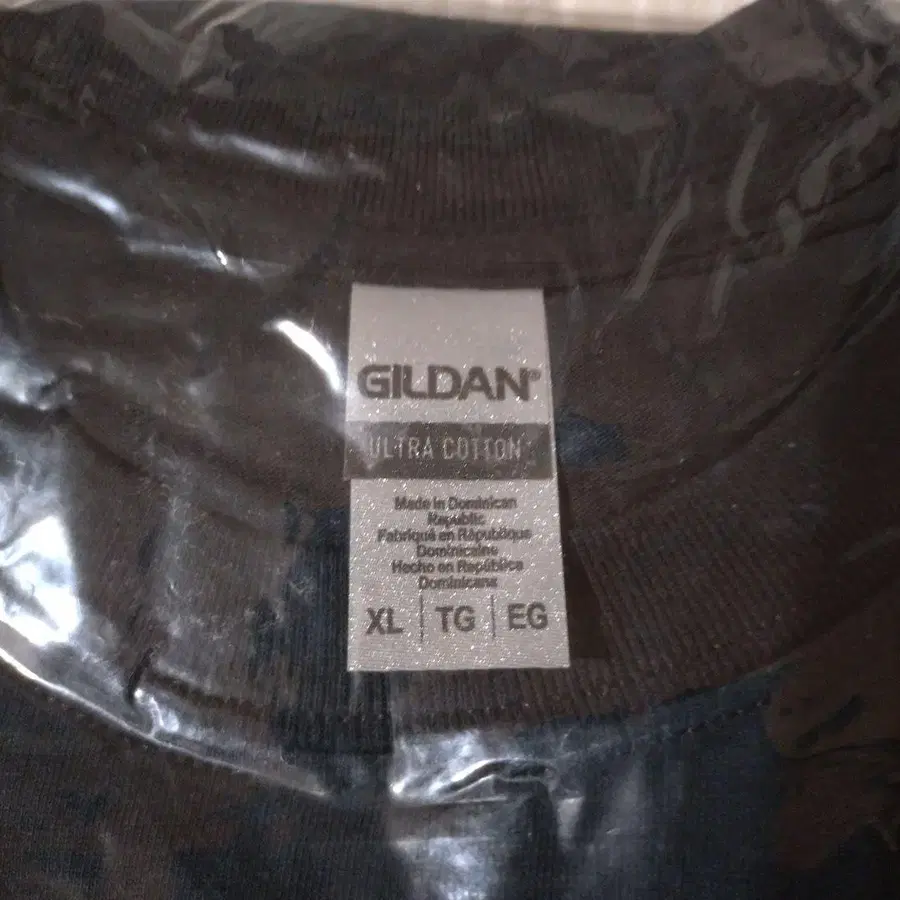 GILDAN®
ULTRA COTTON
Made in Dominican
Republic
Fabriqué en République
Dominicaine
Hecho en República
Dominicana
XL | TG | EG